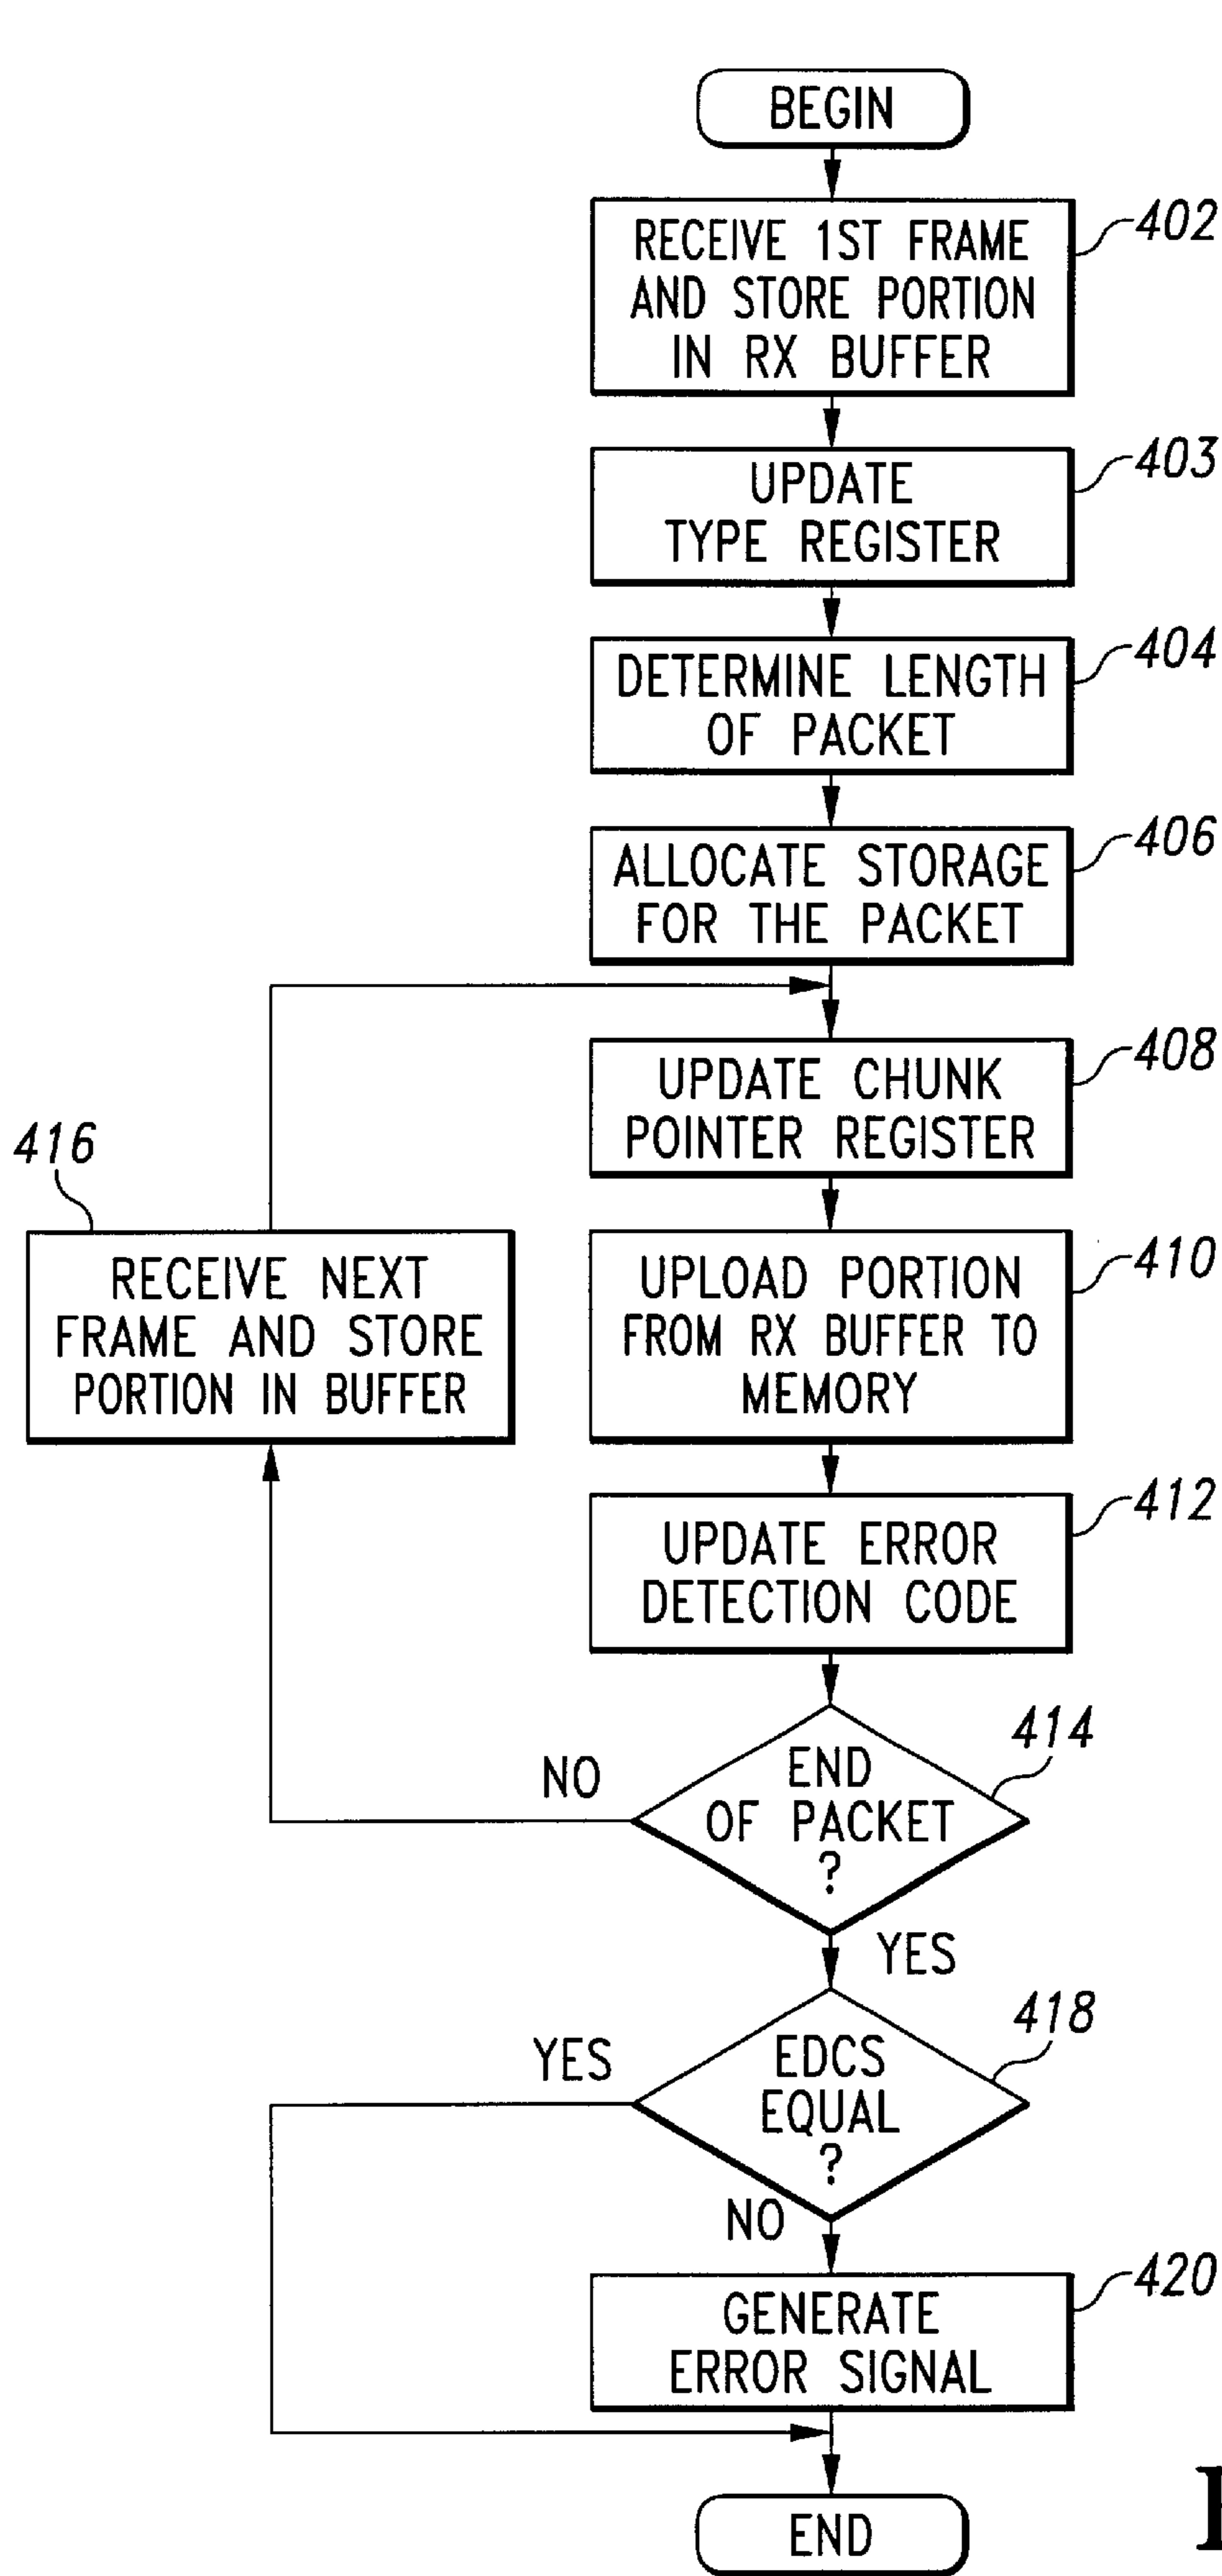 BEGIN
RECEIVE 1ST FRAME
AND STORE PORTION
IN RX BUFFER
402
UPDATE
TYPE REGISTER
403
DETERMINE LENGTH
OF PACKET
404
ALLOCATE STORAGE
FOR THE PACKET
406
UPDATE CHUNK
POINTER REGISTER
408
416
RECEIVE NEXT
FRAME AND STORE
PORTION IN BUFFER
UPLOAD PORTION
FROM RX BUFFER TO
MEMORY
410
UPDATE ERROR
DETECTION CODE
412
END
OF PACKET
?
414
NO
YES
EDCS
EQUAL
?
418
YES
NO
GENERATE
ERROR SIGNAL
420
END